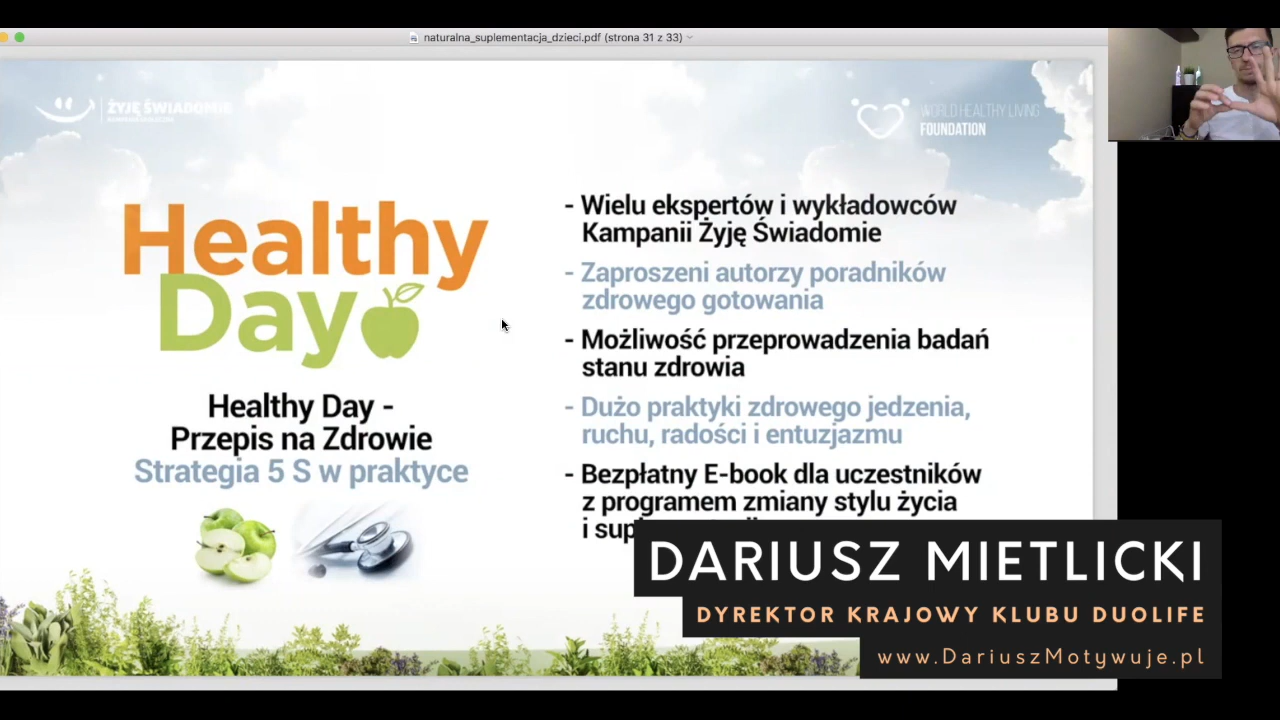 naturalna_suplementacja_dzieci.pdf (strona 31 z 33)
ŻYJĘ ŚWIADOMIE
WORLD HEALTHY LIVING
FOUNDATION
Healthy
Day
Healthy Day -
Przepis na Zdrowie
Strategia 5 S w praktyce
- Wielu ekspertów i wykładowców
Kampanii Żyję Świadomie
- Zaproszeni autorzy poradników
zdrowego gotowania
- Możliwość przeprowadzenia badań
stanu zdrowia
- Dużo praktyki zdrowego jedzenia,
ruchu, radości i entuzjazmu
- Bezpłatny E-book dla uczestników
z programem zmiany stylu życia
i
DARIUSZ MIETLICKI
DYREKTOR KRAJOWY KLUBU DUOLIFE
www.DariuszMotywuje.pl